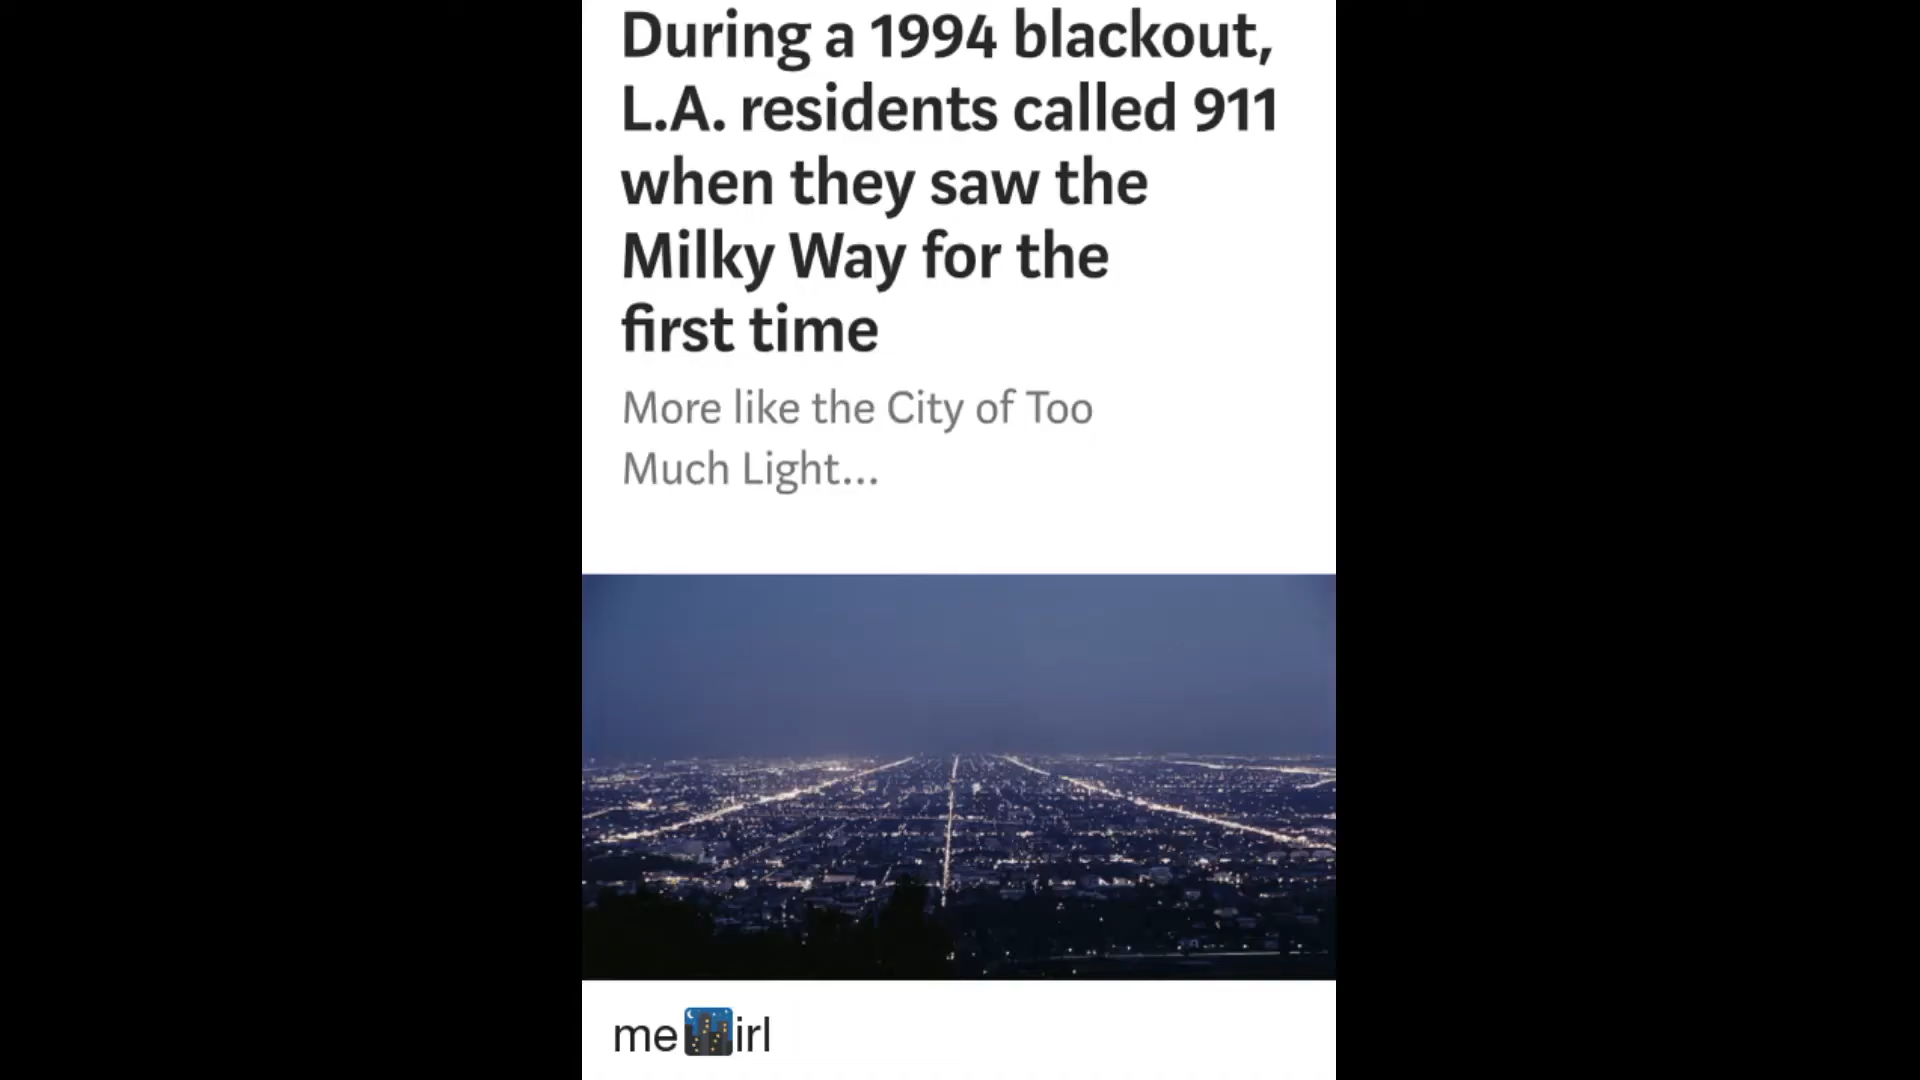 During a 1994 blackout,
L.A. residents called 911
when they saw the
Milky Way for the
first time
More like the City of Too
Much Light...
me🌃irl